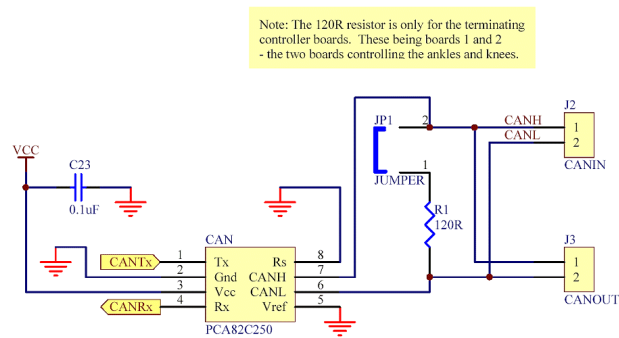 Note: The 120R resistor is only for the terminating
controller boards. These being boards 1 and 2
- the two boards controlling the ankles and knees.
VCC
C23
0.1uF
JP1
2
1
JUMPER
R1
120R
CANH
CANL
J2
1
2
CANIN
J3
1
2
CANOUT
CAN
CANTx 1 Tx Rs 8
2 Gnd CANH 7
3 Vcc CANL 6
CANRx 4 Rx Vref 5
PCA82C250